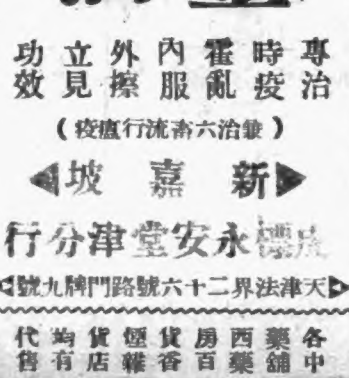 專治
時疫
霍亂
內服
外擦
立見
功效
(兼治六畜流行瘟疫)
新嘉坡
虎標永安堂津分行
天津法界二十六號路門牌九號
各中
藥舖
西藥
房百
貨香
煙雜
貨店
均有
代售